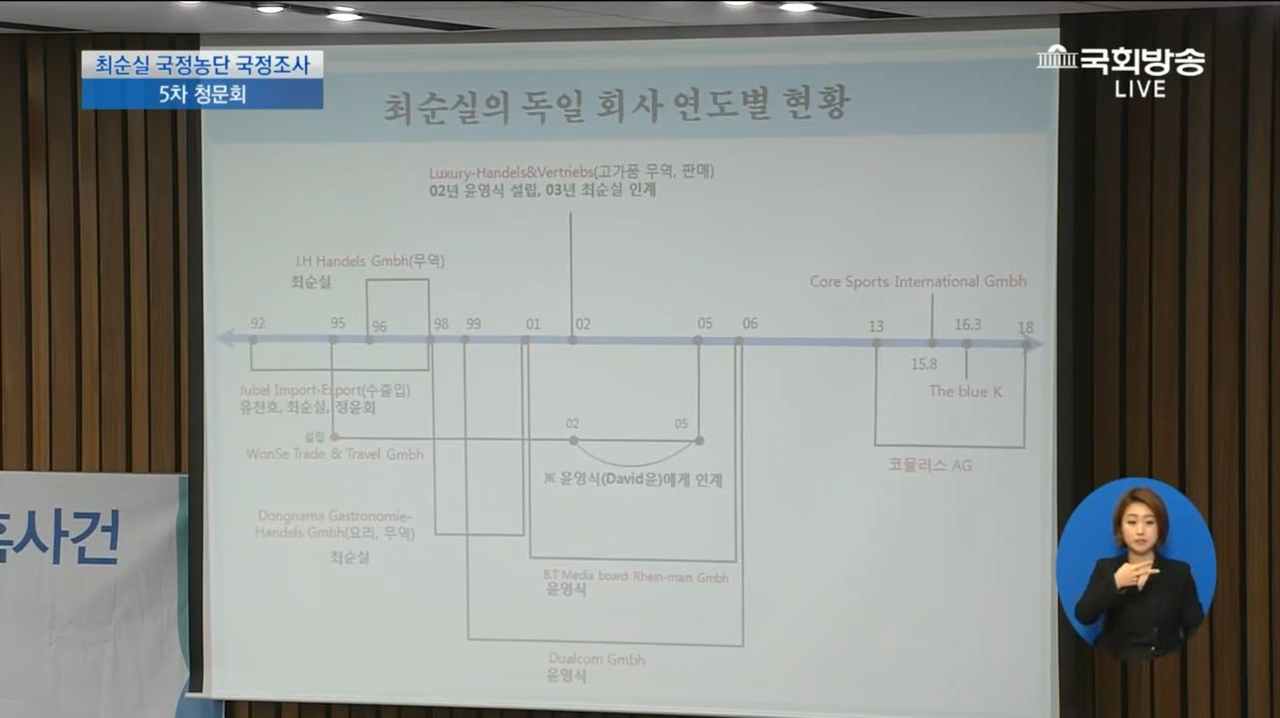 최순실 국정농단 국정조사
5차 청문회
국회방송
LIVE
최순실의 독일 회사 연도별 현황
Luxury-Handels&Vertriebs(고가품 무역, 판매)
02년 윤영식 설립, 03년 최순실 인계
J.H Handels Gmbh(무역)
최순실
Core Sports International Gmbh
92 95 96 98 99 01 02 05 06 13 16.3 18
15.8
Jubel Import-Export(수출입)
유천호, 최순실, 정윤회
The blue K
02 05
설립
WonSe Trade & Travel Gmbh
코믈러스 AG
※ 윤영식(David윤)에게 인계
Dongnama Gastronomie-
Handels Gmbh(요리, 무역)
최순실
B.T Media board Rhein-main Gmbh
윤영식
Dualcom Gmbh
윤영식
사건